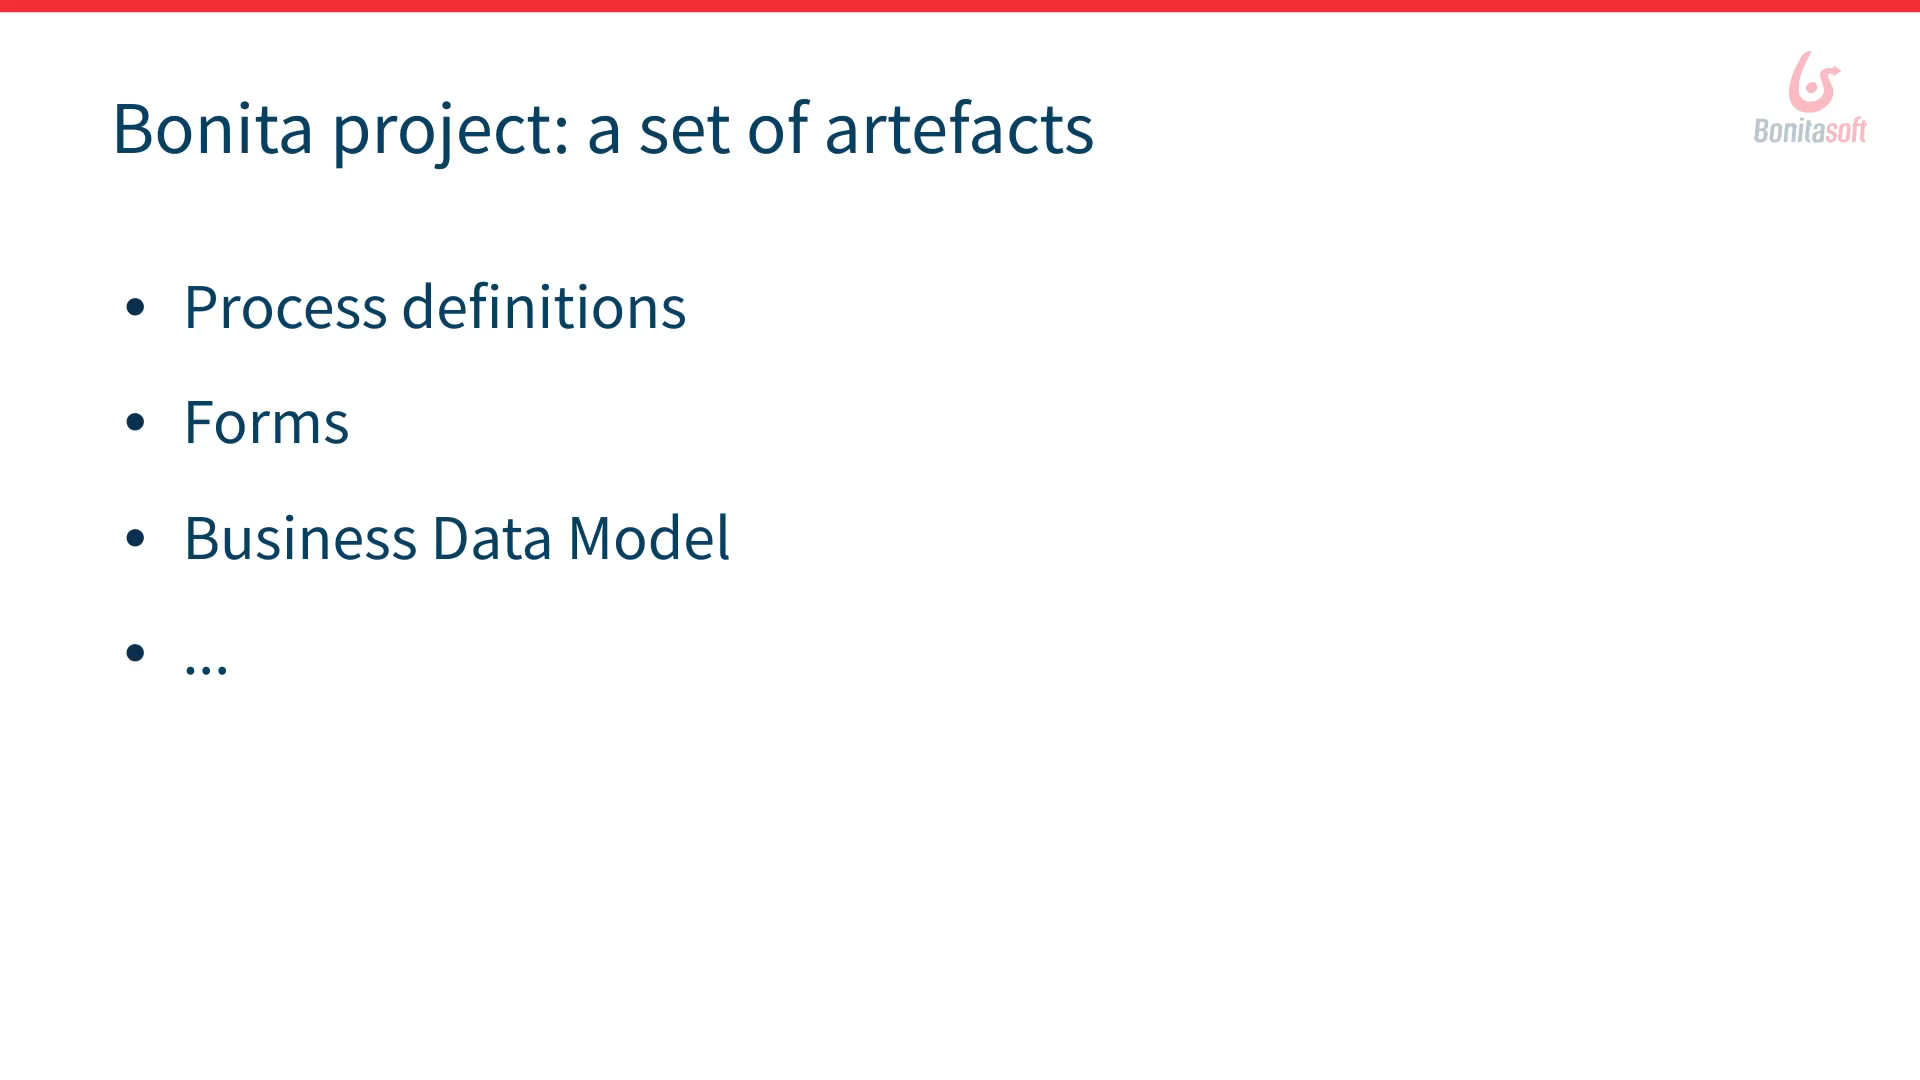 Bonitasoft
Bonita project: a set of artefacts
• Process definitions
• Forms
• Business Data Model
• ...